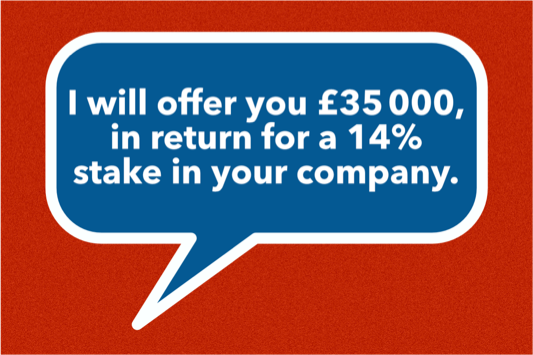 I will offer you £35 000,
in return for a 14%
stake in your company.